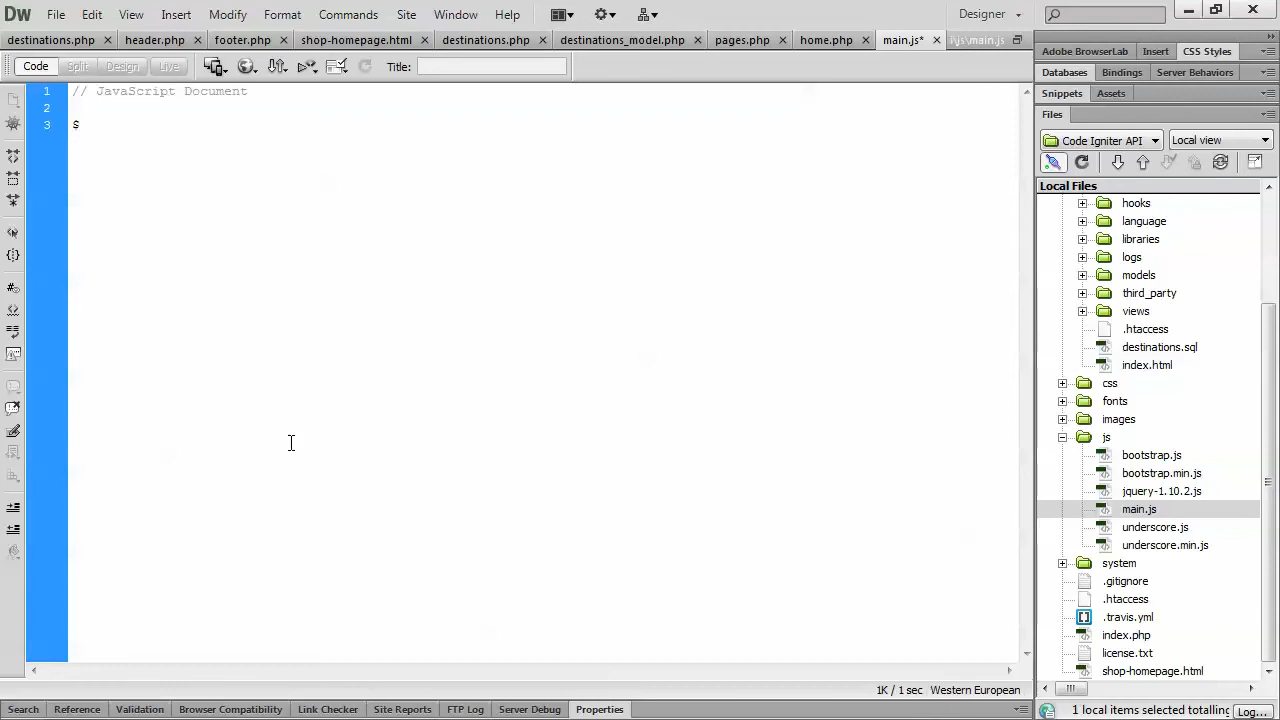 Dw File Edit View Insert Modify Format Commands Site Window Help Designer
destinations.php header.php footer.php shop-homepage.html destinations.php destinations_model.php pages.php home.php main.js* \js\main.js
Code Split Design Live Title:
1 // JavaScript Document
2
3 $
Adobe BrowserLab Insert CSS Styles
Databases Bindings Server Behaviors
Snippets Assets
Files
Code Igniter API Local view
Local Files
hooks
language
libraries
logs
models
third_party
views
.htaccess
destinations.sql
index.html
css
fonts
images
js
bootstrap.js
bootstrap.min.js
jquery-1.10.2.js
main.js
underscore.js
underscore.min.js
system
.gitignore
.htaccess
.travis.yml
index.php
license.txt
shop-homepage.html
1K / 1 sec Western European
Search Reference Validation Browser Compatibility Link Checker Site Reports FTP Log Server Debug Properties
1 local items selected totalling Log...